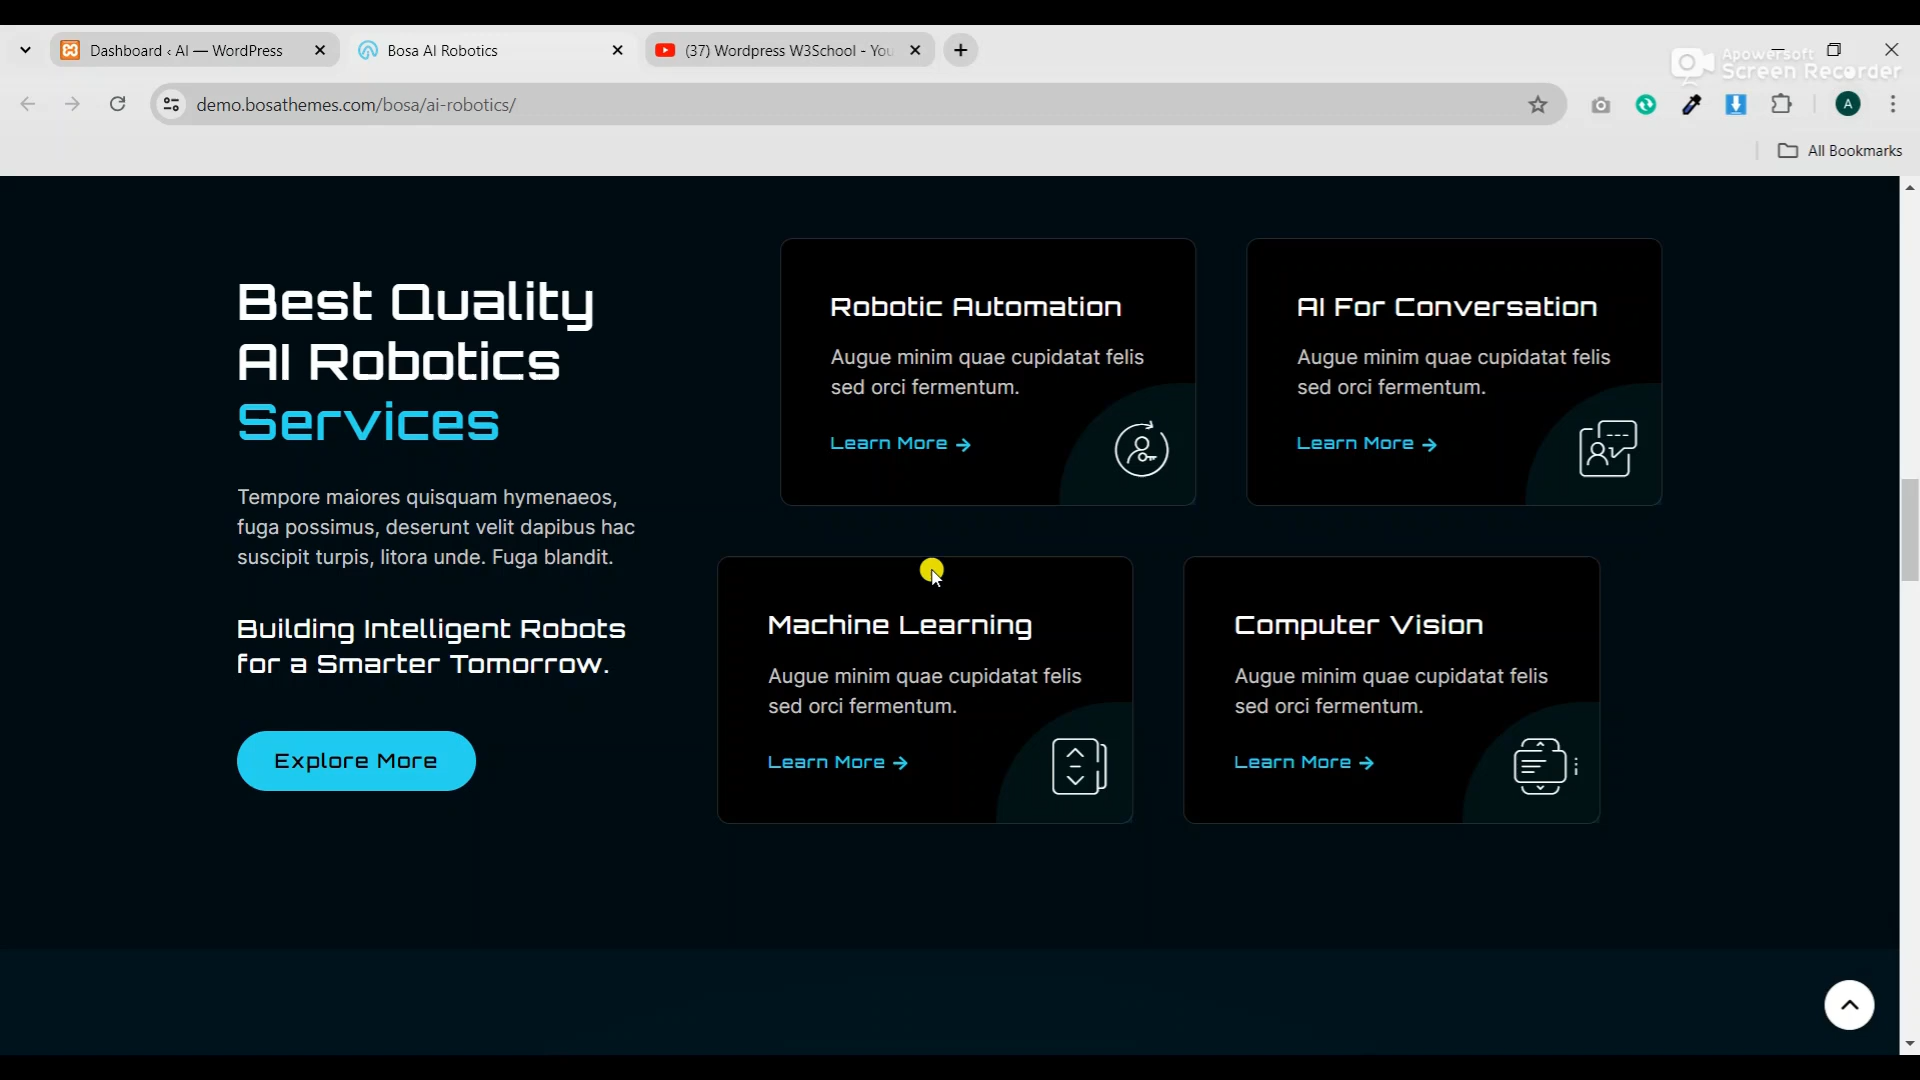 Dashboard ‹ AI — WordPress
Bosa AI Robotics
(37) Wordpress W3School - You
Apowersoft
Screen Recorder
demo.bosathemes.com/bosa/ai-robotics/
A
All Bookmarks
Best Quality
AI Robotics
Services
Tempore maiores quisquam hymenaeos,
fuga possimus, deserunt velit dapibus hac
suscipit turpis, litora unde. Fuga blandit.
Building Intelligent Robots
for a Smarter Tomorrow.
Explore More
Robotic Automation
Augue minim quae cupidatat felis
sed orci fermentum.
Learn More →
AI For Conversation
Augue minim quae cupidatat felis
sed orci fermentum.
Learn More →
Machine Learning
Augue minim quae cupidatat felis
sed orci fermentum.
Learn More →
Computer Vision
Augue minim quae cupidatat felis
sed orci fermentum.
Learn More →